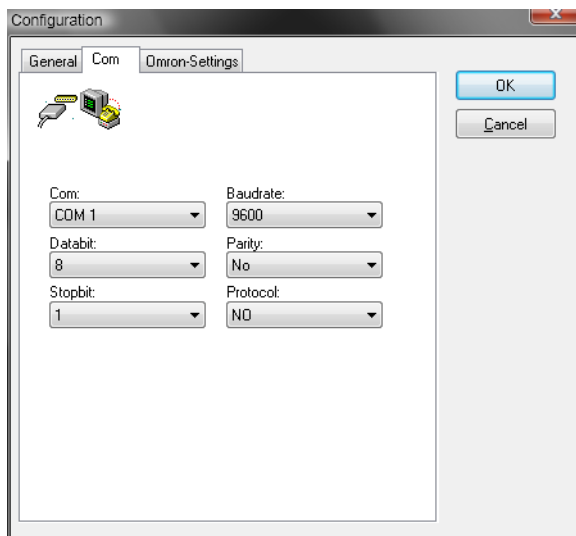 Configuration
General Com Omron-Settings
OK
Cancel
Com: Baudrate:
COM 1 9600
Databit: Parity:
8 No
Stopbit: Protocol:
1 NO